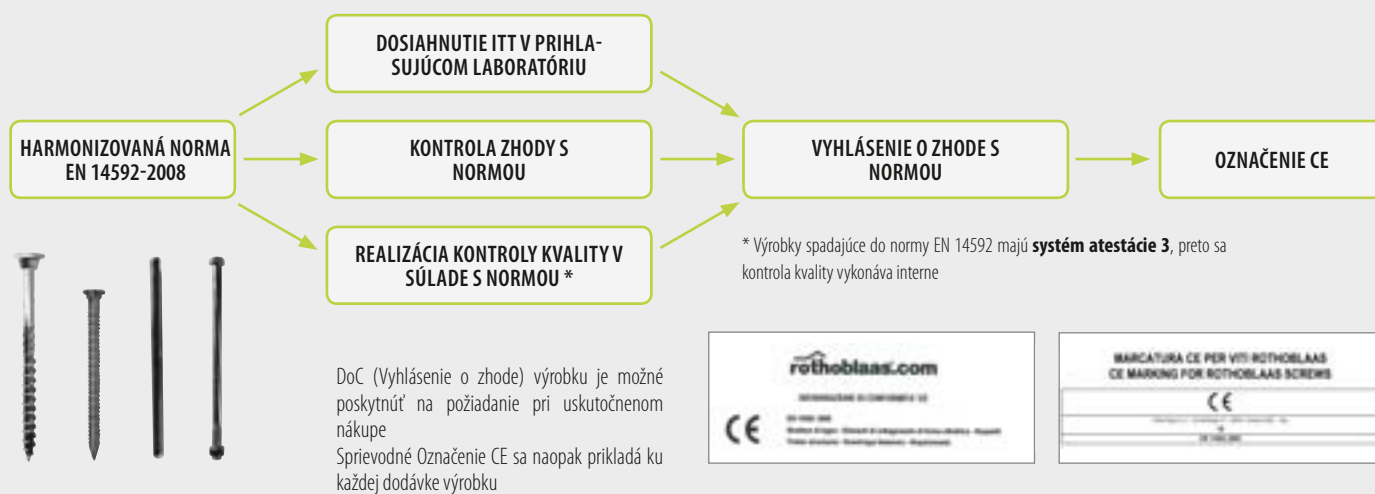 DOSIAHNUTIE ITT V PRIHLA-
SUJÚCOM LABORATÓRIU
HARMONIZOVANÁ NORMA
EN 14592-2008
KONTROLA ZHODY S
NORMOU
VYHLÁSENIE O ZHODE S
NORMOU
OZNAČENIE CE
REALIZÁCIA KONTROLY KVALITY V
SÚLADE S NORMOU *
* Výrobky spadajúce do normy EN 14592 majú systém atestácie 3, preto sa
kontrola kvality vykonáva interne
DoC (Vyhlásenie o zhode) výrobku je možné
poskytnúť na požiadanie pri uskutočnenom
nákupe
Sprievodné Označenie CE sa naopak prikladá ku
každej dodávke výrobku
rothoblaas.com
CE
MARCATURA CE PER VITI ROTHOBLAAS
CE MARKING FOR ROTHOBLAAS SCREWS
CE